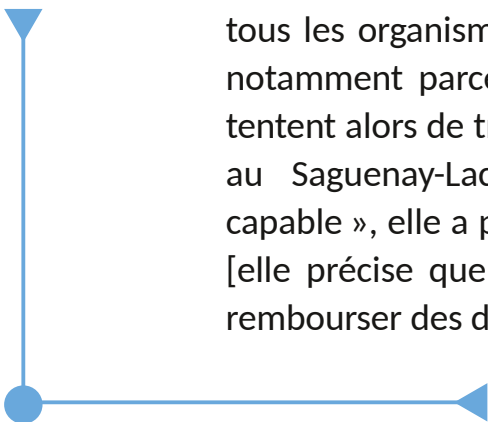 tous les organism
notamment parc
tentent alors de t
au Saguenay-Lac
capable », elle a p
[elle précise que
rembourser des d